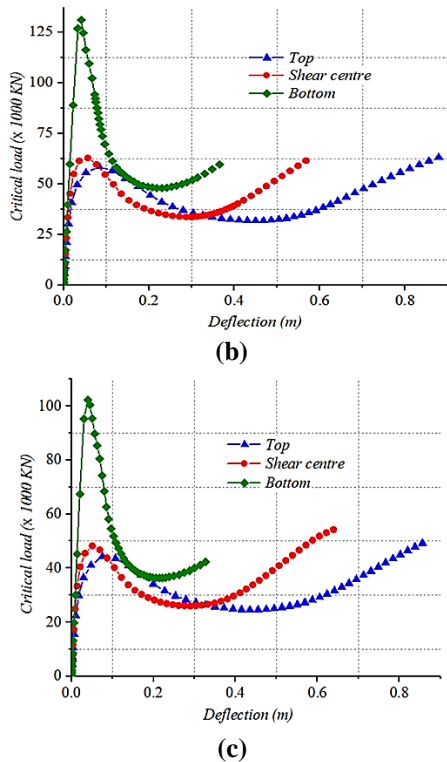 125
100
75
50
25
0
Critical load (x 1000 KN)
Top
Shear centre
Bottom
0.0 0.2 0.4 0.6 0.8
Deflection (m)
(b)
100
80
60
40
20
0
Critical load (x 1000 KN)
Top
Shear centre
Bottom
0.0 0.2 0.4 0.6 0.8
Deflection (m)
(c)